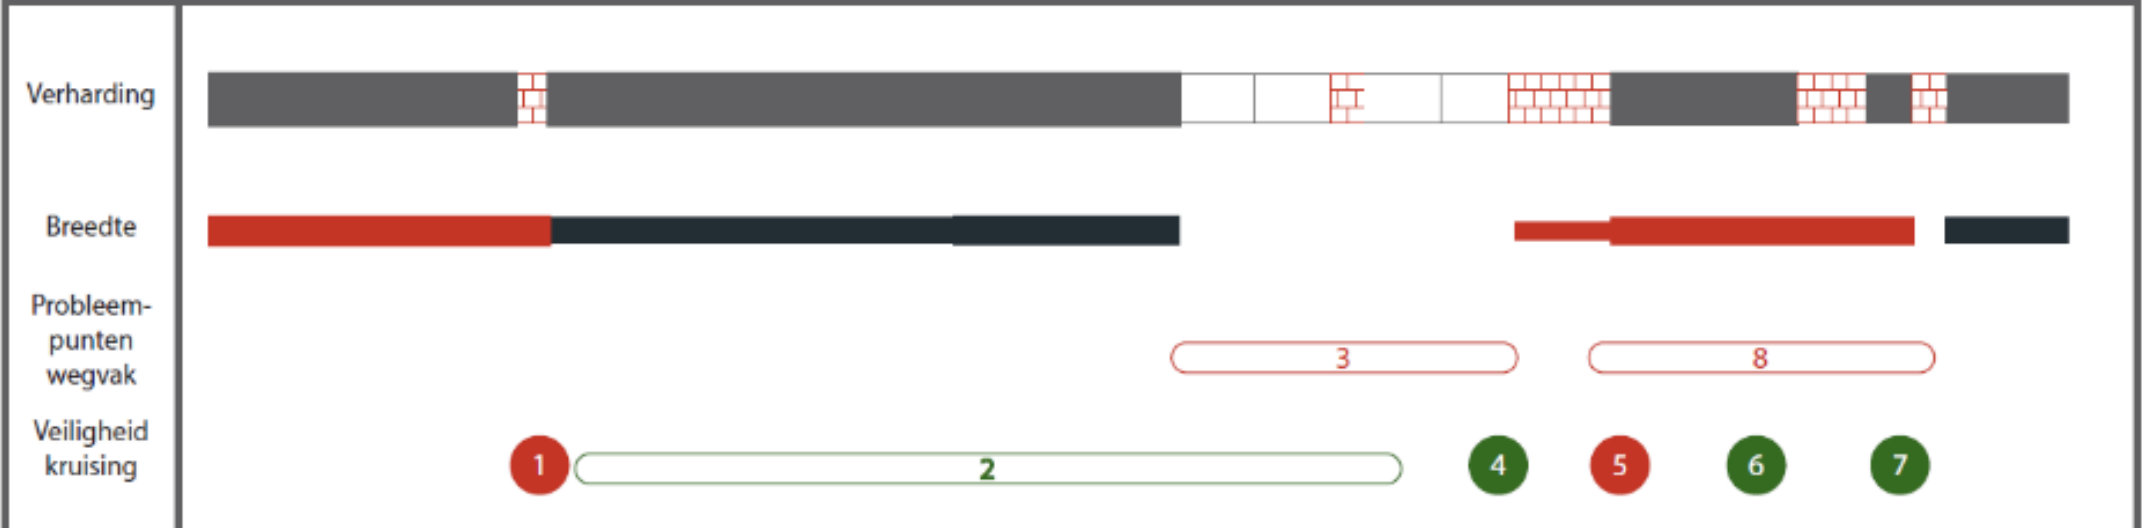 Verharding
Breedte
Probleem-
punten
wegvak
3
8
Veiligheid
kruising
1
2
4
5
6
7